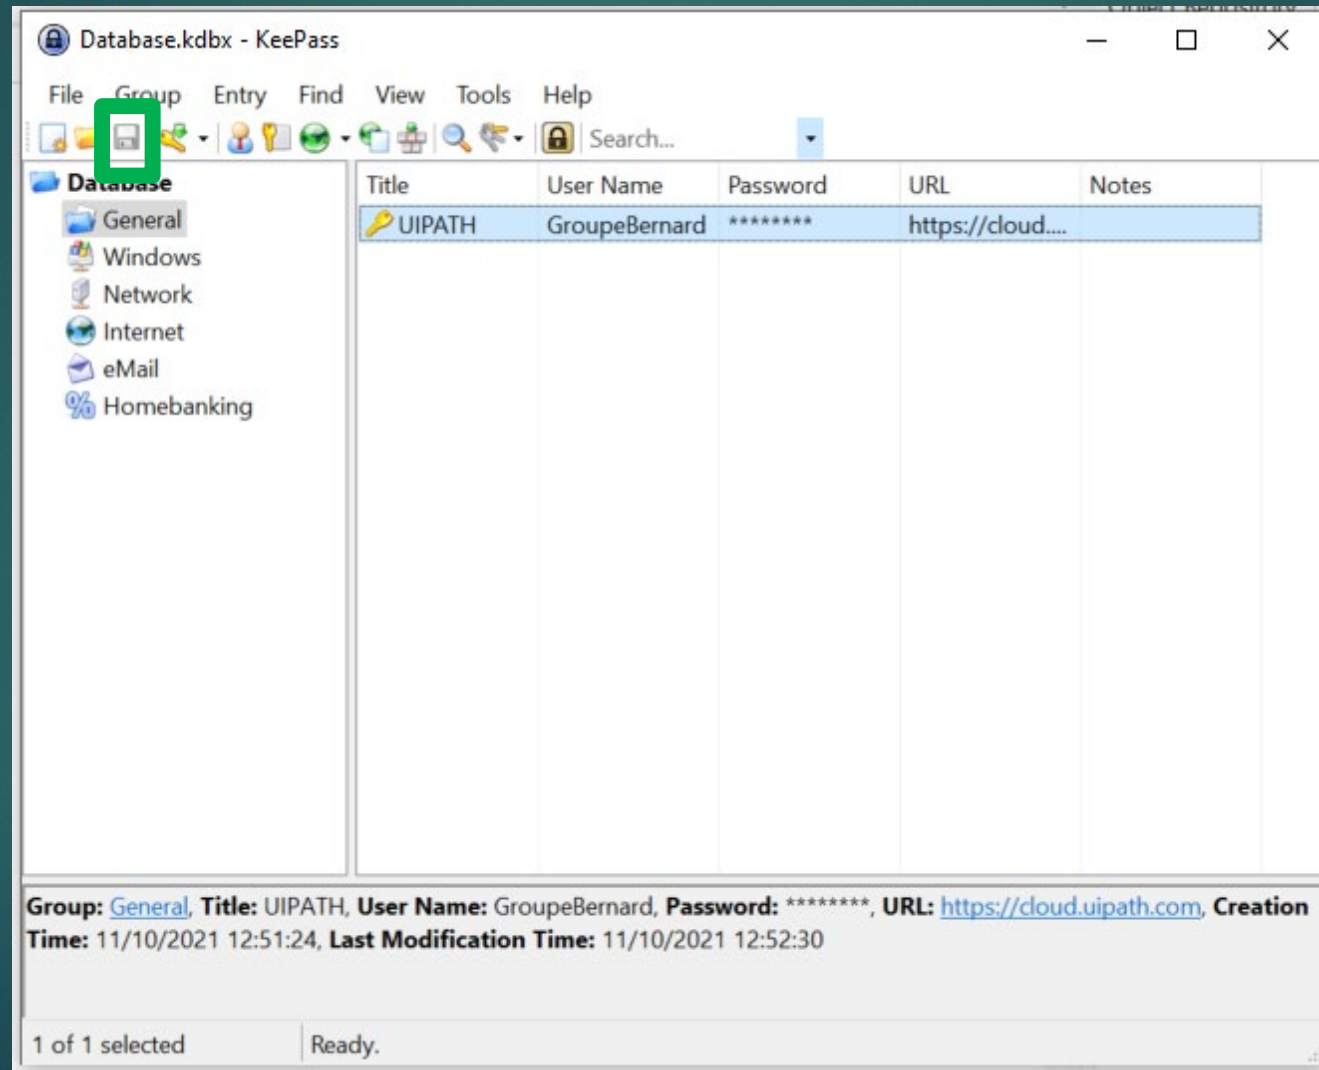 Object Repository
Database.kdbx - KeePass
File Group Entry Find View Tools Help
Search...
Database
General
Windows
Network
Internet
eMail
Homebanking
Title User Name Password URL Notes
UIPATH GroupeBernard ******** https://cloud....
Group: General, Title: UIPATH, User Name: GroupeBernard, Password: ********, URL: https://cloud.uipath.com, Creation
Time: 11/10/2021 12:51:24, Last Modification Time: 11/10/2021 12:52:30
1 of 1 selected Ready.